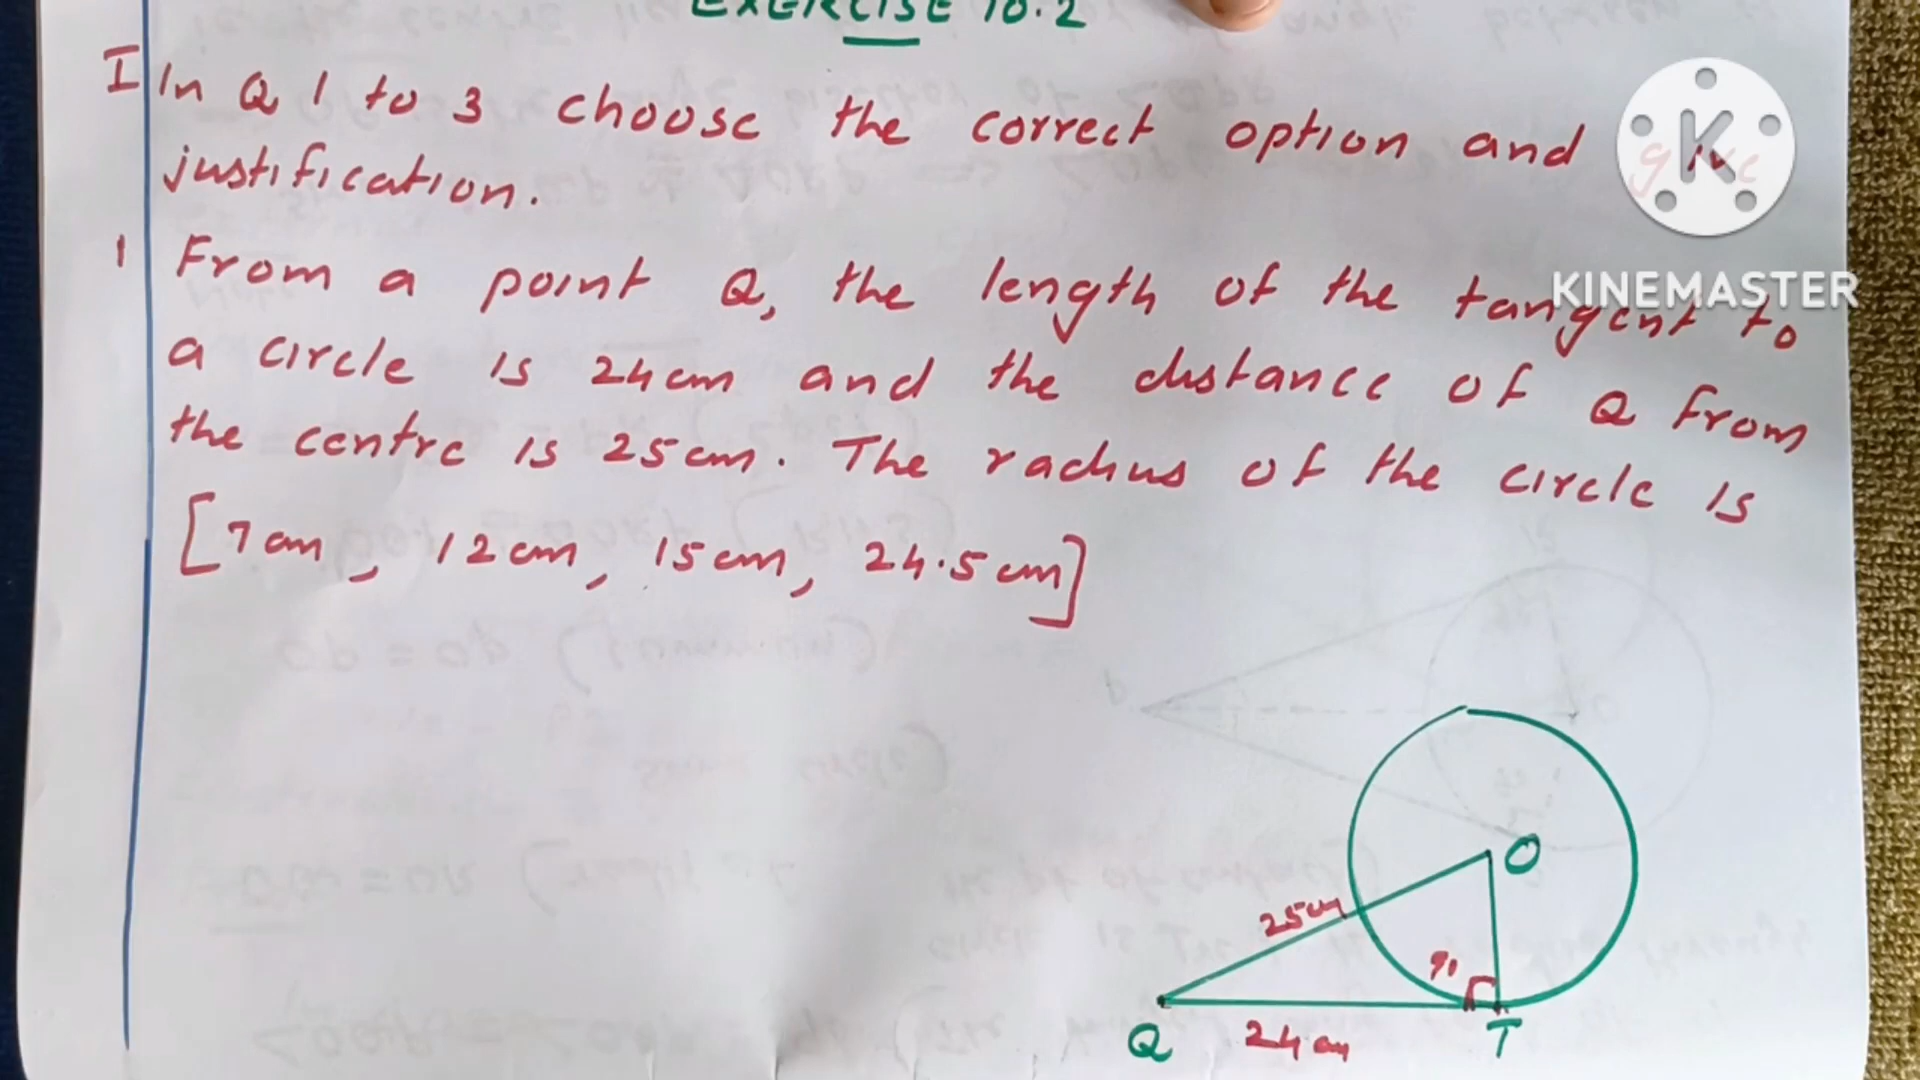 EXERCISE 10.2
I In Q 1 to 3 choose the correct option and give
justification.
1 From a point Q, the length of the tangent to
a circle is 24cm and the distance of Q from
the centre is 25cm. The radius of the circle is
[7cm, 12cm, 15cm, 24.5cm]
K
KINEMASTER
O
25cm
90
Q 24cm T